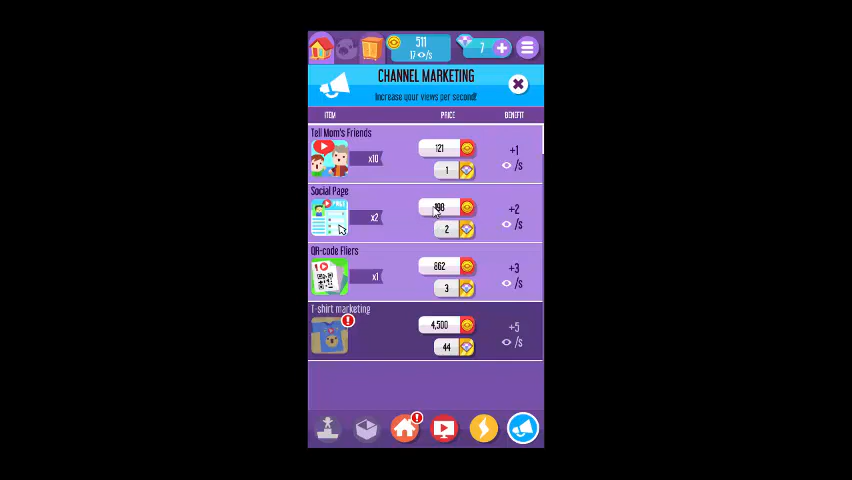 511
17 /s
7
CHANNEL MARKETING
Increase your views per second!
ITEM PRICE BENEFIT
Tell Mom's Friends
x10 121 +1
1 /s
Social Page
x2 +2
2 /s
QR-code Fliers
x1 862 +3
3 /s
T-shirt marketing
4,500 +5
44 /s